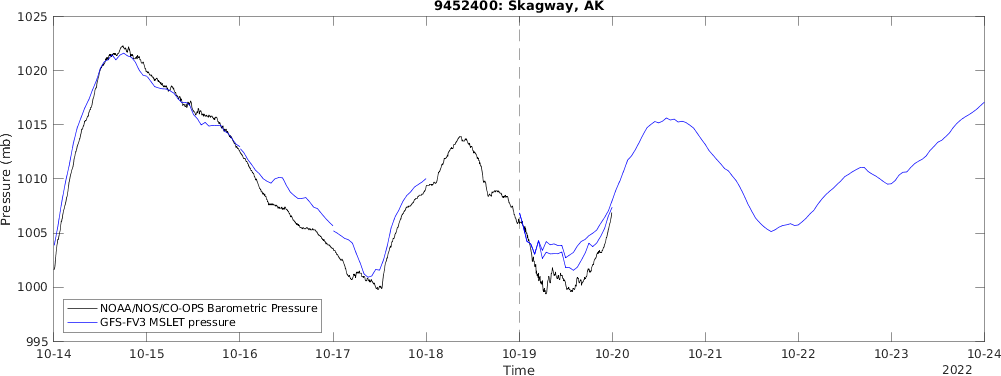 9452400: Skagway, AK
Pressure (mb)
1025
1020
1015
1010
1005
1000
995
NOAA/NOS/CO-OPS Barometric Pressure
GFS-FV3 MSLET pressure
10-14 10-15 10-16 10-17 10-18 10-19 10-20 10-21 10-22 10-23 10-24
Time
2022